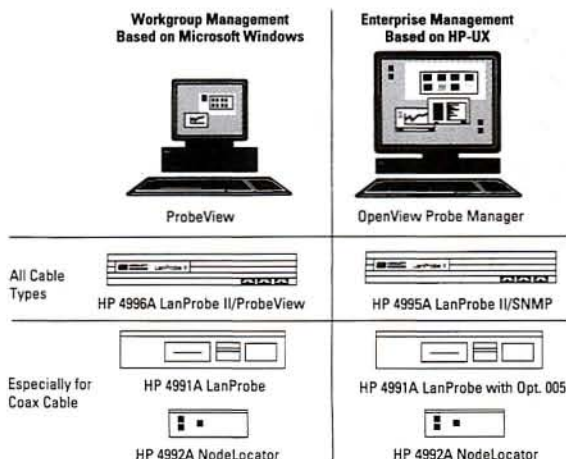 Workgroup Management
Based on Microsoft Windows
Enterprise Management
Based on HP-UX
ProbeView
OpenView Probe Manager
All Cable
Types
HP 4996A LanProbe II/ProbeView
HP 4995A LanProbe II/SNMP
Especially for
Coax Cable
HP 4991A LanProbe
HP 4991A LanProbe with Opt. 005
HP 4992A NodeLocator
HP 4992A NodeLocator